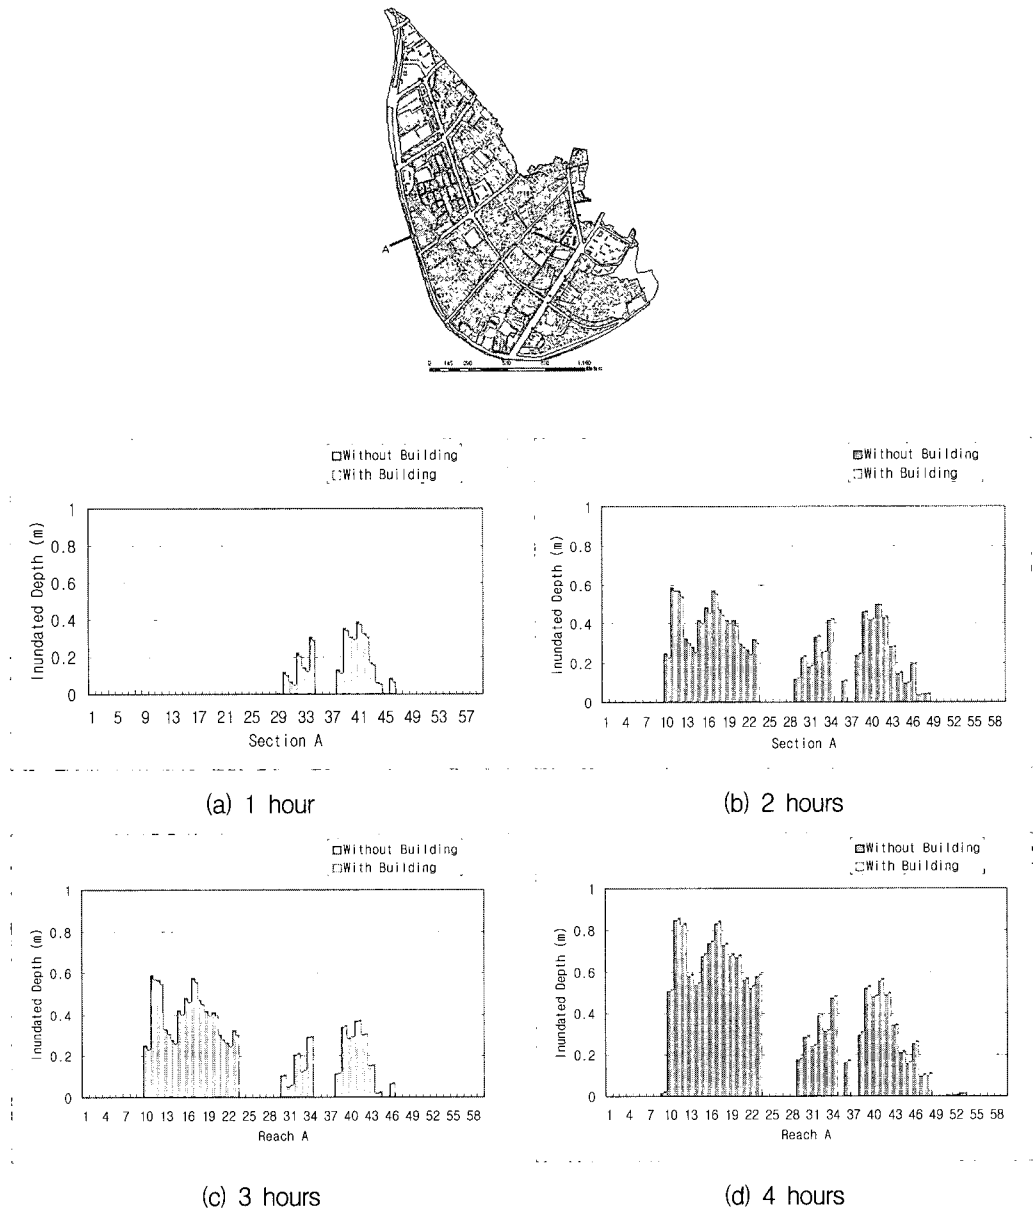 A
□Without Building
□With Building
1
0.8
0.6
0.4
0.2
0
Inundated Depth (m)
1 5 9 13 17 21 25 29 33 37 41 45 49 53 57
Section A
(a) 1 hour
Without Building
With Building
1
0.8
0.6
0.4
0.2
0
Inundated Depth (m)
1 4 7 10 13 16 19 22 25 28 31 34 37 40 43 46 49 52 55 58
Section A
(b) 2 hours
□Without Building
□With Building
1
0.8
0.6
0.4
0.2
0
Inundated Depth (m)
1 4 7 10 13 16 19 22 25 28 31 34 37 40 43 46 49 52 55 58
Reach A
(c) 3 hours
Without Building
With Building
1
0.8
0.6
0.4
0.2
0
Inundated Depth (m)
1 4 7 10 13 16 19 22 25 28 31 34 37 40 43 46 49 52 55 58
Reach A
(d) 4 hours